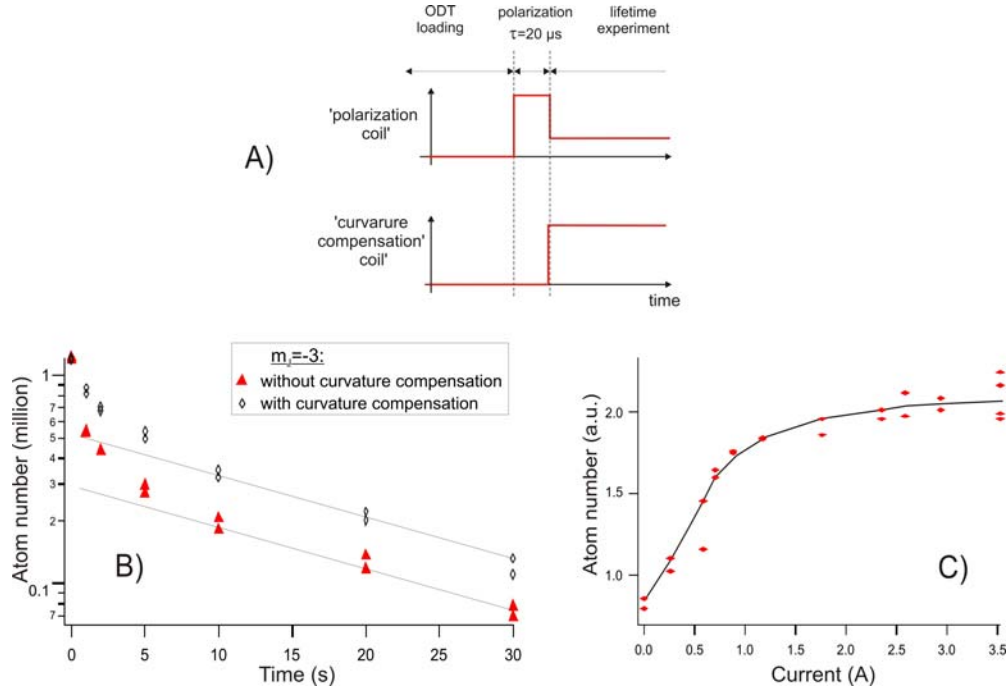 ODT loading
polarization τ=20 μs
lifetime experiment
'polarization coil'
A)
'curvarure compensation' coil'
time
m_J=-3:
without curvature compensation
with curvature compensation
Atom number (million)
1
7
6
5
4
3
2
0.1
7
B)
0
5
10
15
20
25
30
Time (s)
Atom number (a.u.)
2.0
1.5
1.0
C)
0.0
0.5
1.0
1.5
2.0
2.5
3.0
3.5
Current (A)